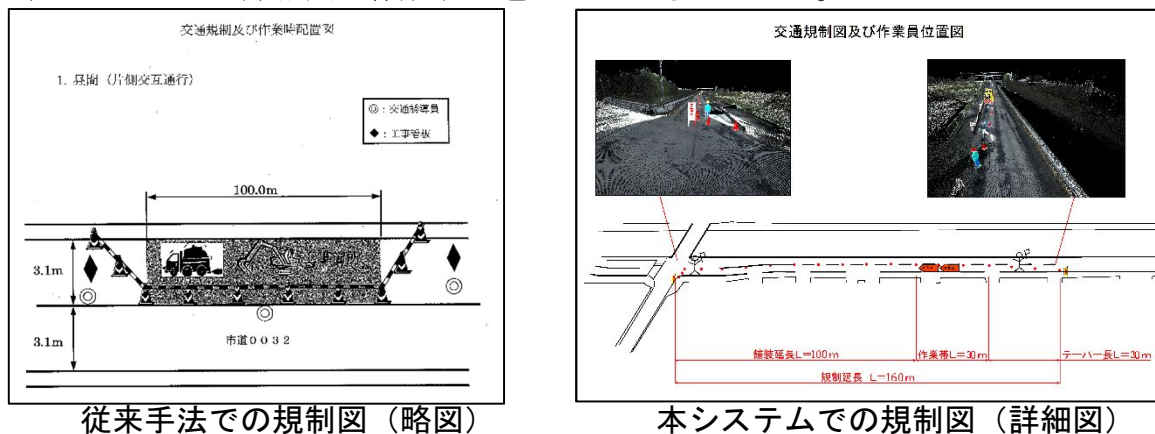 交通規制及び作業時配置図
1. 昼間（片側交互通行）
◎：交通誘導員
◆：工事看板
100.0m
3.1m
3.1m
市道００３２
従来手法での規制図（略図）
交通規制図及び作業員位置図
舗装延長L=100m
作業帯L=30m
テーパー長L=30m
規制延長 L=160m
本システムでの規制図（詳細図）